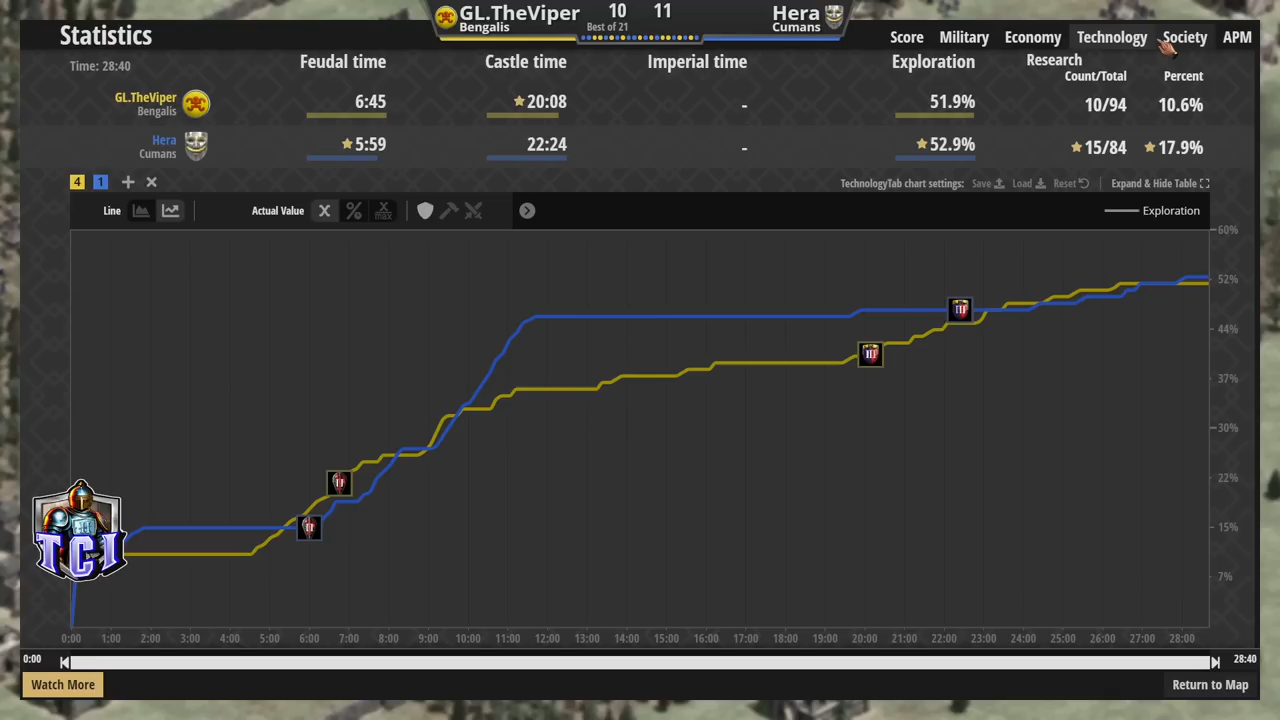 GL.TheViper 10 11 Hera
Bengalis Best of 21 Cumans
Statistics
Score Military Economy Technology Society APM
Time: 28:40 Feudal time Castle time Imperial time Exploration Research
Count/Total Percent
GL.TheViper 6:45 20:08 - 51.9% 10/94 10.6%
Bengalis
Hera 5:59 22:24 - 52.9% 15/84 17.9%
Cumans
4 1 + × TechnologyTab chart settings: Save Load Reset Expand & Hide Table
Line Actual Value X % X/max Exploration
60%
52%
44%
37%
30%
22%
15%
7%
II
II
III
III
TCI
0:00 1:00 2:00 3:00 4:00 5:00 6:00 7:00 8:00 9:00 10:00 11:00 12:00 13:00 14:00 15:00 16:00 17:00 18:00 19:00 20:00 21:00 22:00 23:00 24:00 25:00 26:00 27:00 28:00
0:00 28:40
Watch More Return to Map